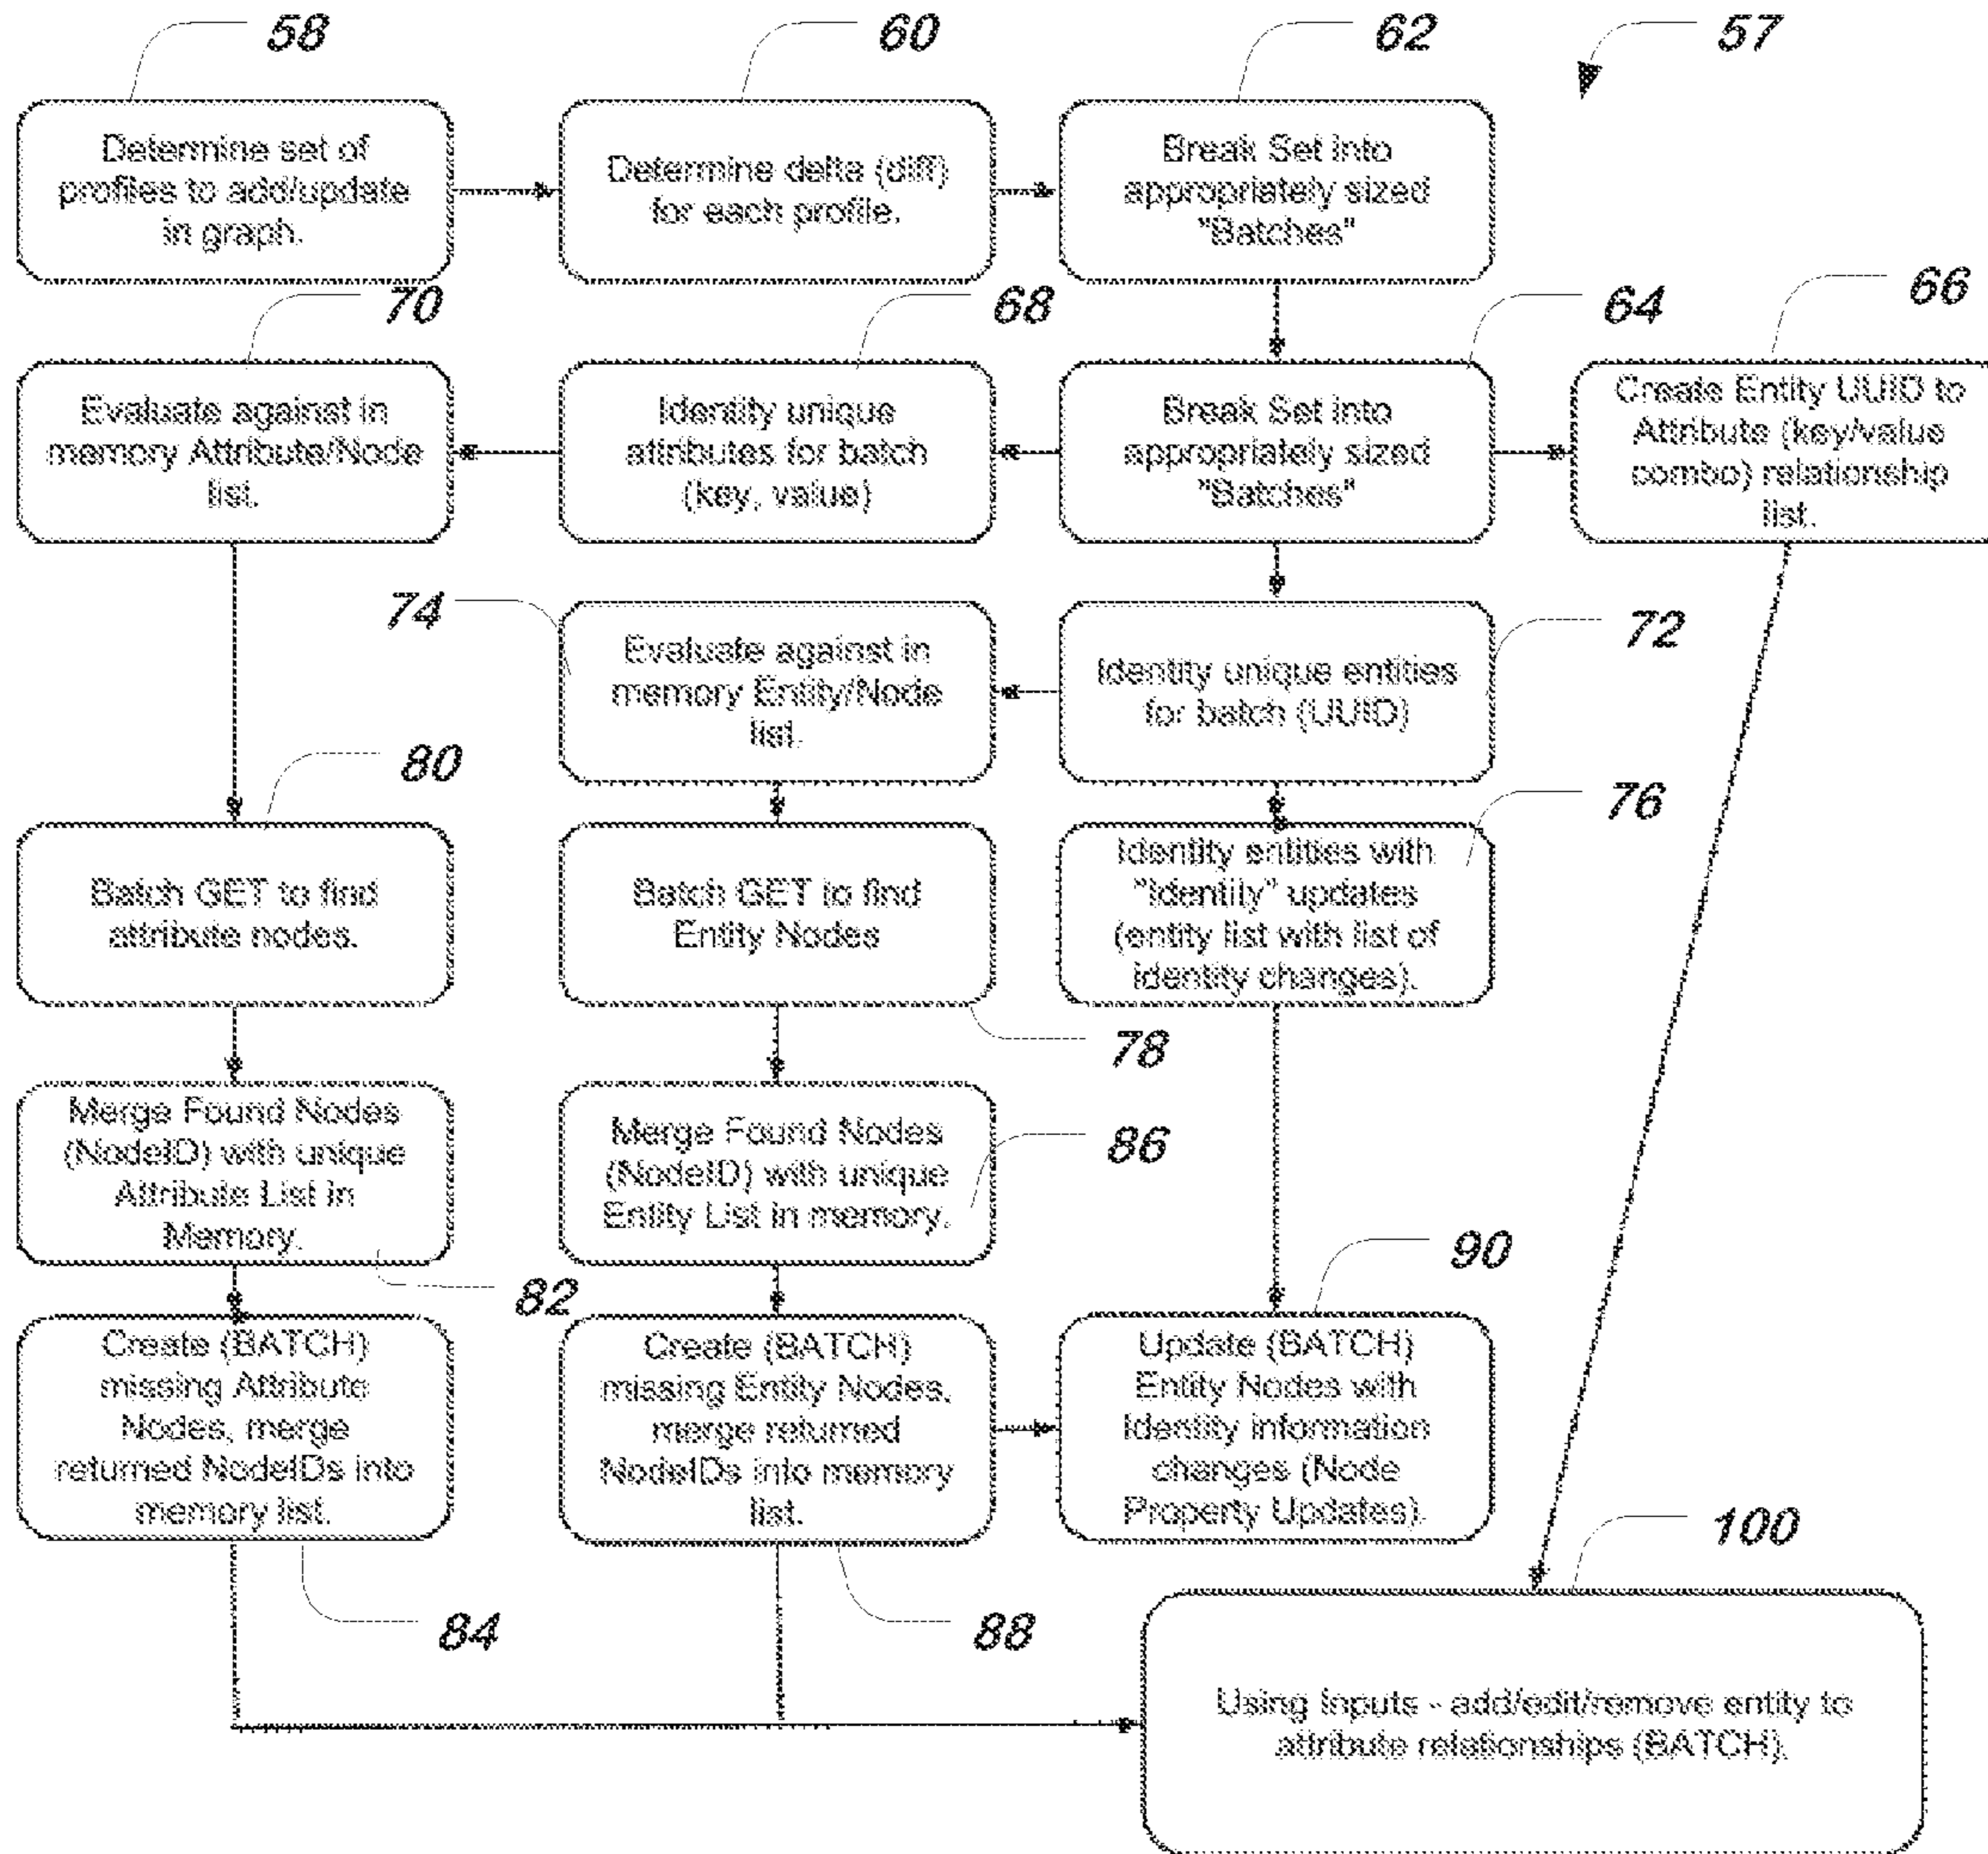 58
60
62
57
Determine set of
profiles to add/update
in graph.
Determine delta (diff)
for each profile.
Break Set into
appropriately sized
"Batches"
70
68
64
66
Evaluate against in
memory Attribute/Node
list.
Identity unique
attributes for batch
(key, value)
Break Set into
appropriately sized
"Batches"
Create Entity UUID to
Attribute (key/value
combo) relationship
list.
74
Evaluate against in
memory Entity/Node
list.
Identity unique entities
for batch (UUID)
72
80
76
Batch GET to find
attribute nodes.
Batch GET to find
Entity Nodes
Identity entities with
"Identity" updates
(entity list with list of
identity changes).
78
Merge Found Nodes
(NodeID) with unique
Attribute List in
Memory.
Merge Found Nodes
(NodeID) with unique
Entity List in memory.
86
82
90
Create (BATCH)
missing Attribute
Nodes, merge
returned NodeIDs into
memory list.
Create (BATCH)
missing Entity Nodes,
merge returned
NodeIDs into memory
list.
Update (BATCH)
Entity Nodes with
Identity information
changes (Node
Property Updates).
100
84
88
Using Inputs - add/edit/remove entity to
attribute relationships (BATCH).